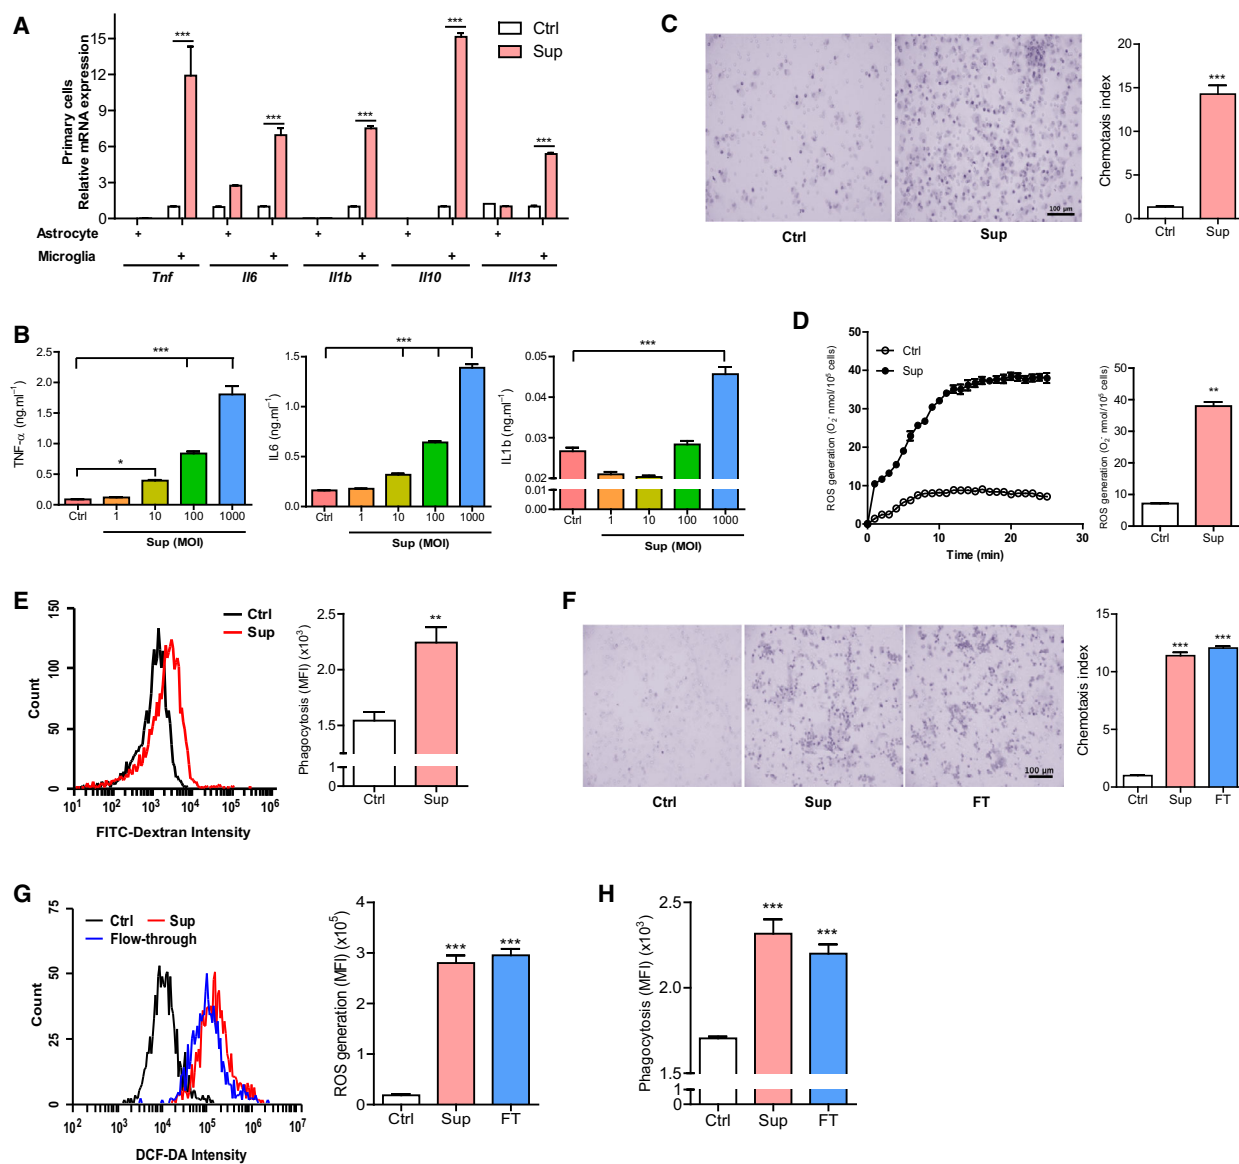 A
Primary cells
Relative mRNA expression
15
12
9
6
3
0
*** *** *** *** ***
Ctrl
Sup
Astrocyte + + + + +
Microglia + + + + +
Tnf Il6 Il1b Il10 Il13
B
TNF-α (ng.ml⁻¹)
2.5
2.0
1.5
1.0
0.5
0.0
***
*
Ctrl 1 10 100 1000
Sup (MOI)
IL6 (ng.ml⁻¹)
1.5
1.0
0.5
0.0
***
Ctrl 1 10 100 1000
Sup (MOI)
IL1b (ng.ml⁻¹)
0.05
0.04
0.03
0.02
0.01
0.00
***
Ctrl 1 10 100 1000
Sup (MOI)
C
100 μm
Ctrl Sup
Chemotaxis index
20
15
10
5
0
***
Ctrl Sup
D
ROS generation (O₂⁻ nmol/10⁶ cells)
50
40
30
20
10
0
Ctrl
Sup
0 10 20 30
Time (min)
ROS generation (O₂⁻ nmol/10⁶ cells)
50
40
30
20
10
0
**
Ctrl Sup
E
Count
150
100
50
0
Ctrl
Sup
10¹ 10² 10³ 10⁴ 10⁵ 10⁶
FITC-Dextran Intensity
Phagocytosis (MFI) (x10³)
2.5
2.0
1.5
1
0
**
Ctrl Sup
F
100 μm
Ctrl Sup FT
Chemotaxis index
15
10
5
0
*** ***
Ctrl Sup FT
G
Count
75
50
25
0
Ctrl Sup
Flow-through
10² 10³ 10⁴ 10⁵ 10⁶ 10⁷
DCF-DA Intensity
ROS generation (MFI) (x10⁵)
4
3
2
1
0
*** ***
Ctrl Sup FT
H
Phagocytosis (MFI) (x10³)
2.5
2.0
1.5
1
0
*** ***
Ctrl Sup FT